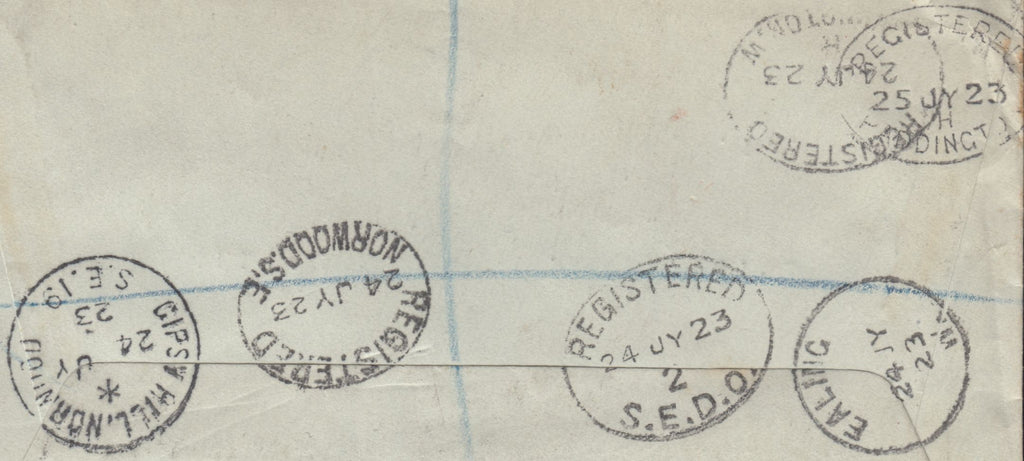 REGISTERED
24 JY 23
REGISTERED
25 JY 23
H
GIPSY HILL. NORWOOD
S.E.19
24
JY
23
*
REGISTERED
24 JY 23
NORWOOD.S.E.
REGISTERED
24 JY 23
2
S.E.D.O.
EALING
24 JY
23
W